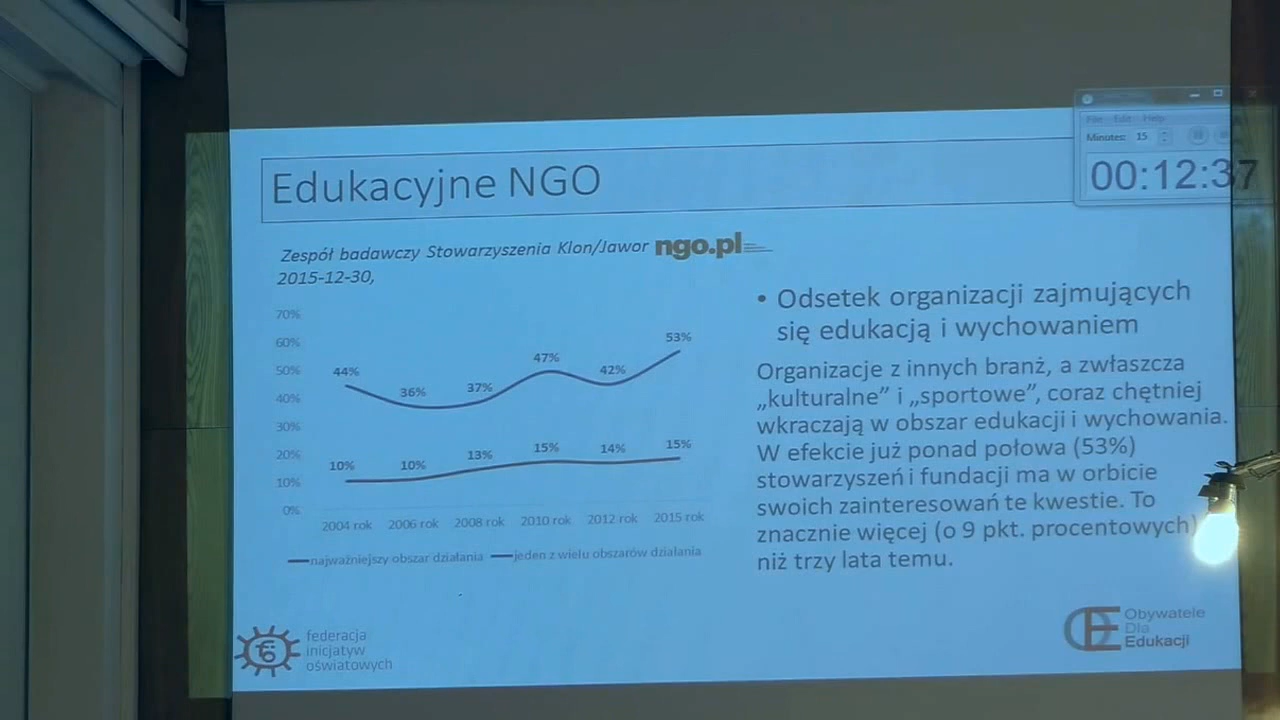 File Edit Help
Minutes: 15
00:12:37
Edukacyjne NGO
Zespół badawczy Stowarzyszenia Klon/Jawor ngo.pl
2015-12-30,
70%
60%
50%
40%
30%
20%
10%
0%
44% 36% 37% 47% 42% 53%
10% 10% 13% 15% 14% 15%
2004 rok 2006 rok 2008 rok 2010 rok 2012 rok 2015 rok
najważniejszy obszar działania jeden z wielu obszarów działania
• Odsetek organizacji zajmujących
się edukacją i wychowaniem
Organizacje z innych branż, a zwłaszcza
„kulturalne” i „sportowe”, coraz chętniej
wkraczają w obszar edukacji i wychowania.
W efekcie już ponad połowa (53%)
stowarzyszeń i fundacji ma w orbicie
swoich zainteresowań te kwestie. To
znacznie więcej (o 9 pkt. procentowych)
niż trzy lata temu.
federacja
inicjatyw
oświatowych
Obywatele
Dla
Edukacji